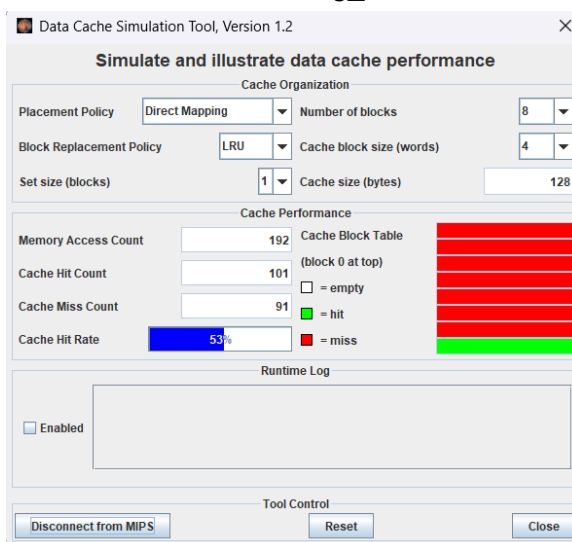 Data Cache Simulation Tool, Version 1.2
Simulate and illustrate data cache performance
Cache Organization
Placement Policy Direct Mapping Number of blocks 8
Block Replacement Policy LRU Cache block size (words) 4
Set size (blocks) 1 Cache size (bytes) 128
Cache Performance
Memory Access Count 192 Cache Block Table
(block 0 at top)
Cache Hit Count 101
= empty
Cache Miss Count 91
= hit
Cache Hit Rate 53% = miss
Runtime Log
Enabled
Tool Control
Disconnect from MIPS Reset Close